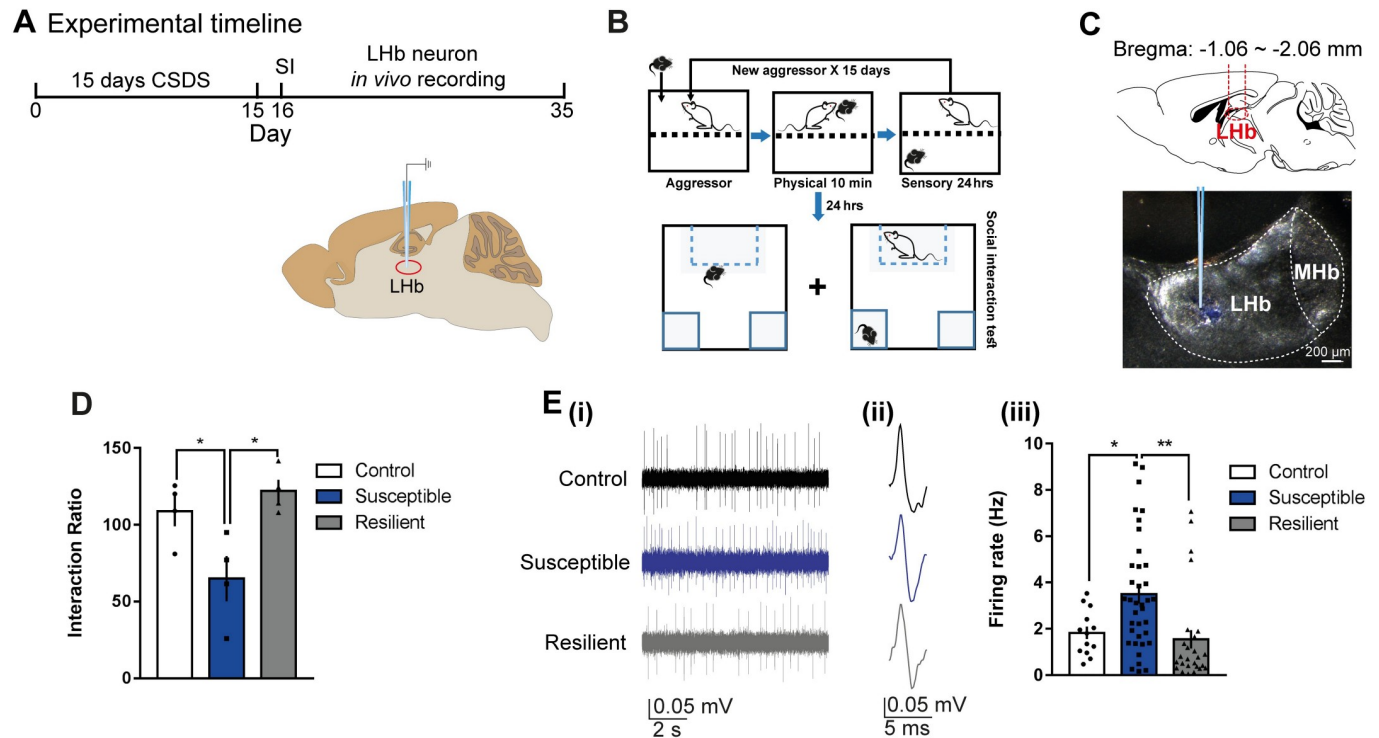 A Experimental timeline
15 days CSDS
SI
LHb neuron
in vivo recording
0
15
16
35
Day
LHb
B
New aggressor X 15 days
Aggressor
Physical 10 min
Sensory 24hrs
24 hrs
Social interaction test
+
C
Bregma: -1.06 ~ -2.06 mm
LHb
MHb
LHb
200 μm
D
Interaction Ratio
150
100
50
0
*
*
Control
Susceptible
Resilient
E (i)
(ii)
(iii)
Control
Susceptible
Resilient
0.05 mV
2 s
0.05 mV
5 ms
Firing rate (Hz)
10
8
6
4
2
0
*
**
Control
Susceptible
Resilient